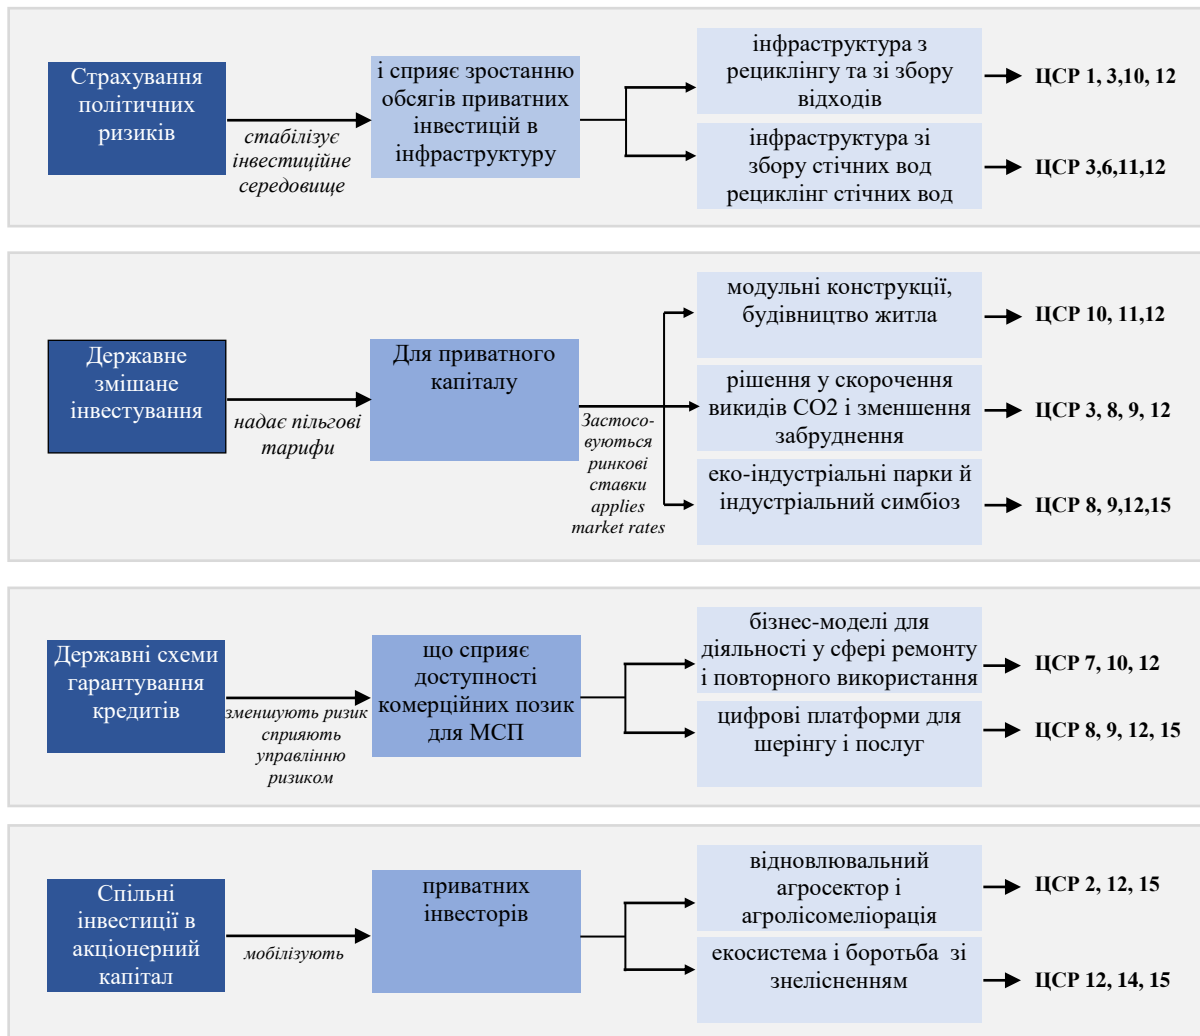 Страхування
політичних
ризиків
стабілізує
інвестиційне
середовище
і сприяє зростанню
обсягів приватних
інвестицій в
інфраструктуру
інфраструктура з
рециклінгу та зі збору
відходів
ЦСР 1, 3,10, 12
інфраструктура зі
збору стічних вод
рециклінг стічних вод
ЦСР 3,6,11,12
Державне
змішане
інвестування
надає пільгові
тарифи
Для приватного
капіталу
Застосо-
вуються
ринкові
ставки
applies
market rates
модульні конструкції,
будівництво житла
ЦСР 10, 11,12
рішення у скорочення
викидів СО2 і зменшення
забруднення
ЦСР 3, 8, 9, 12
еко-індустріальні парки й
індустріальний симбіоз
ЦСР 8, 9,12,15
Державні схеми
гарантування
кредитів
зменшують ризик
сприяють
управлінню
ризиком
що сприяє
доступності
комерційних позик
для МСП
бізнес-моделі для
діяльності у сфері ремонту
і повторного використання
ЦСР 7, 10, 12
цифрові платформи для
шерінгу і послуг
ЦСР 8, 9, 12, 15
Спільні
інвестиції в
акціонерний
капітал
мобілізують
приватних
інвесторів
відновлювальний
агросектор і
агролісомеліорація
ЦСР 2, 12, 15
екосистема і боротьба  зі
знелісненням
ЦСР 12, 14, 15